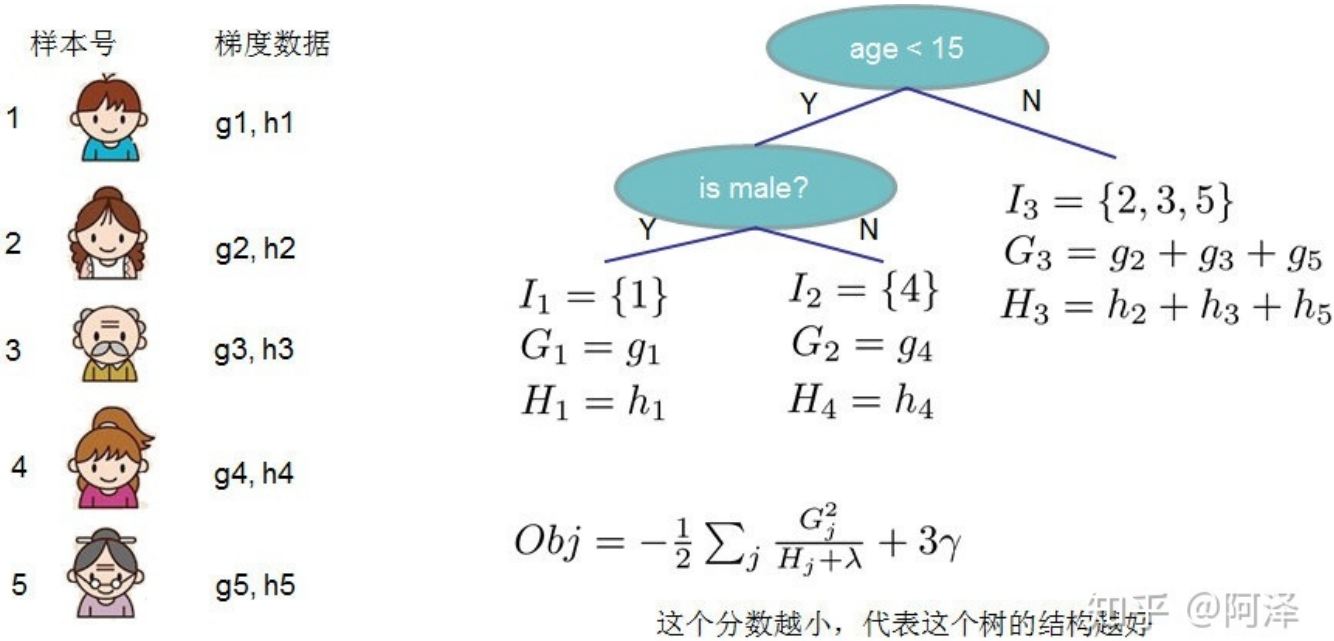 样本号 梯度数据
1 g1, h1
2 g2, h2
3 g3, h3
4 g4, h4
5 g5, h5
age < 15
Y N
is male?
Y N
I₁ = {1}
G₁ = g₁
H₁ = h₁
I₂ = {4}
G₂ = g₄
H₄ = h₄
I₃ = {2, 3, 5}
G₃ = g₂ + g₃ + g₅
H₃ = h₂ + h₃ + h₅
Obj = −½ ∑ⱼ Gⱼ²/(Hⱼ+λ) + 3γ
这个分数越小，代表这个树的结构越好
知乎 @阿泽